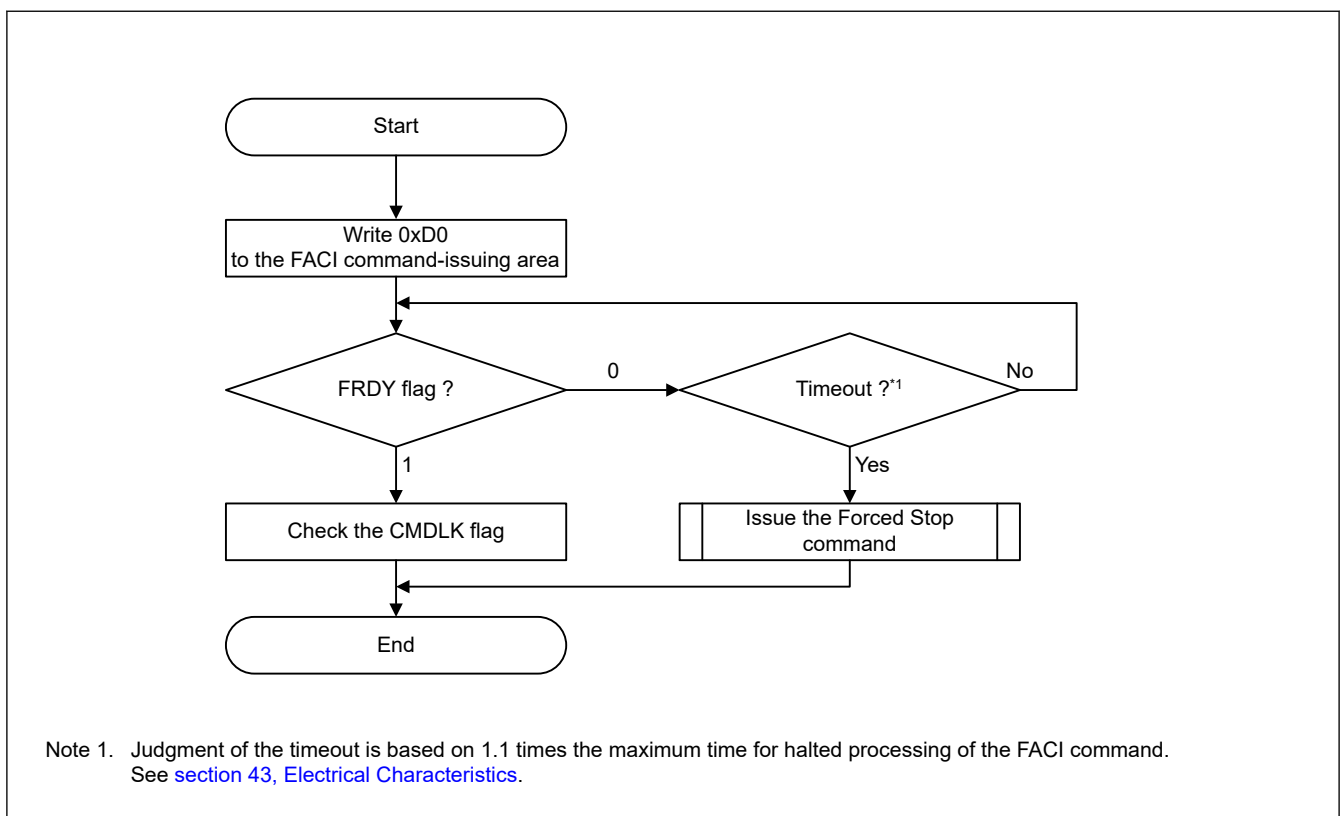 Start
Write 0xD0
to the FACI command-issuing area
FRDY flag ?
0
Timeout ?*1
No
1
Yes
Check the CMDLK flag
Issue the Forced Stop
command
End
Note 1. Judgment of the timeout is based on 1.1 times the maximum time for halted processing of the FACI command.
See section 43, Electrical Characteristics.